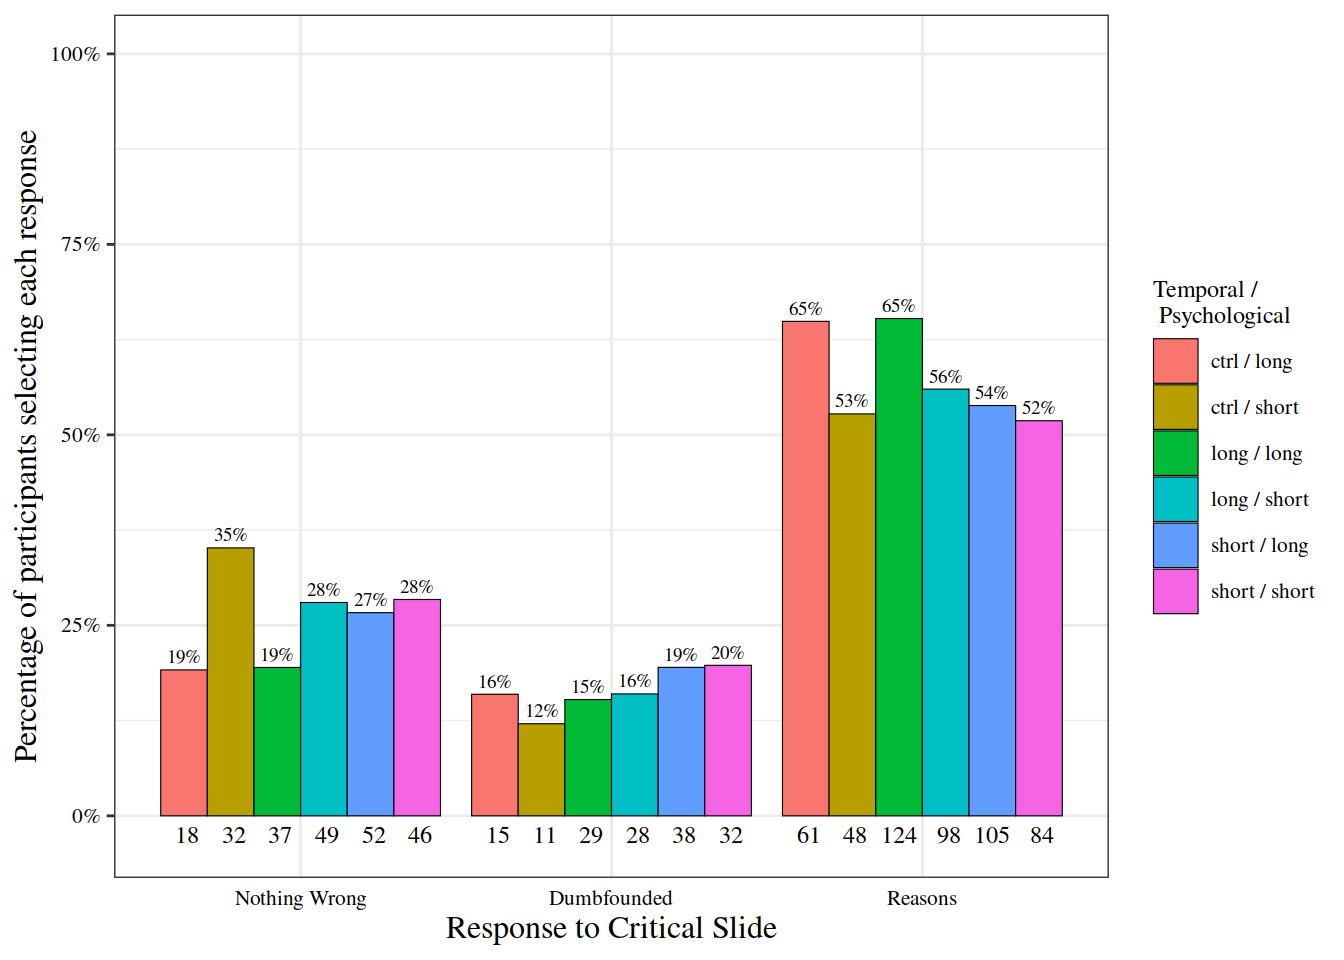 100%
75%
50%
25%
0%
Percentage of participants selecting each response
19%
35%
19%
28%
27%
28%
16%
12%
15%
16%
19%
20%
65%
53%
65%
56%
54%
52%
18 32 37 49 52 46 15 11 29 28 38 32 61 48 124 98 105 84
Nothing Wrong Dumbfounded Reasons
Response to Critical Slide
Temporal /
Psychological
ctrl / long
ctrl / short
long / long
long / short
short / long
short / short